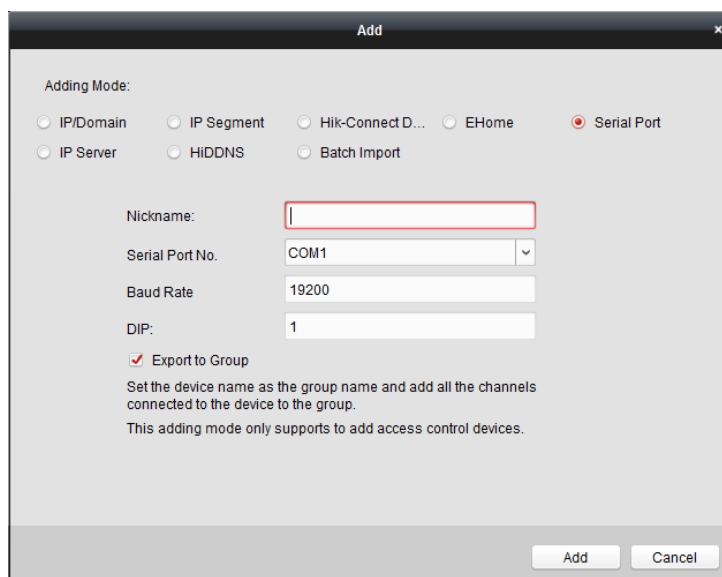 Add
Adding Mode:
IP/Domain IP Segment Hik-Connect D... EHome Serial Port
IP Server HiDDNS Batch Import
Nickname:
Serial Port No. COM1
Baud Rate 19200
DIP: 1
Export to Group
Set the device name as the group name and add all the channels
connected to the device to the group.
This adding mode only supports to add access control devices.
Add Cancel